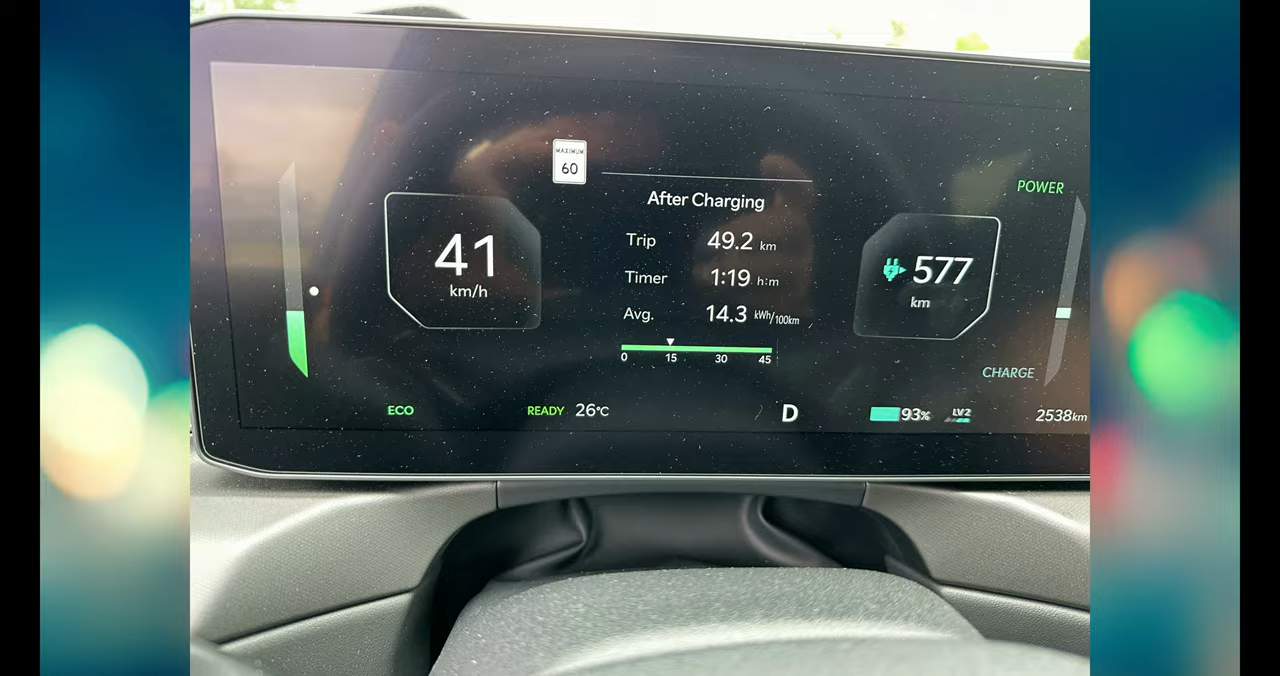 MAXIMUM
60
After Charging
Trip 49.2 km
Timer 1:19 h:m
Avg. 14.3 kWh/100km
0 15 30 45
41
km/h
577
km
POWER
CHARGE
ECO
READY 26°C
D
93%
LV2
2538km